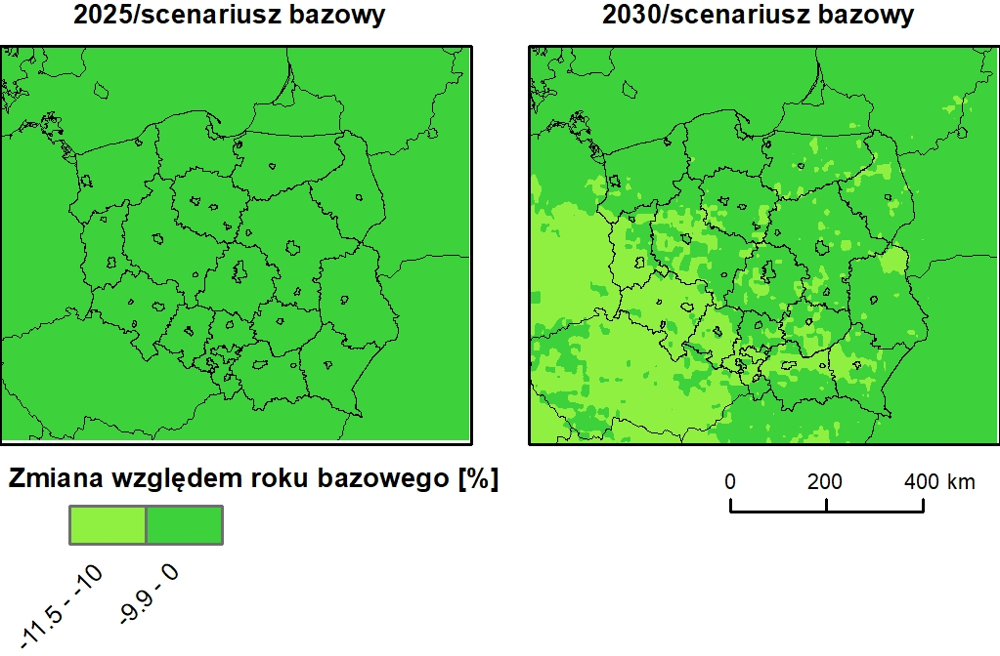 2025/scenariusz bazowy
2030/scenariusz bazowy
Zmiana względem roku bazowego [%]
0 200 400 km
-11.5 - -10
-9.9 - 0